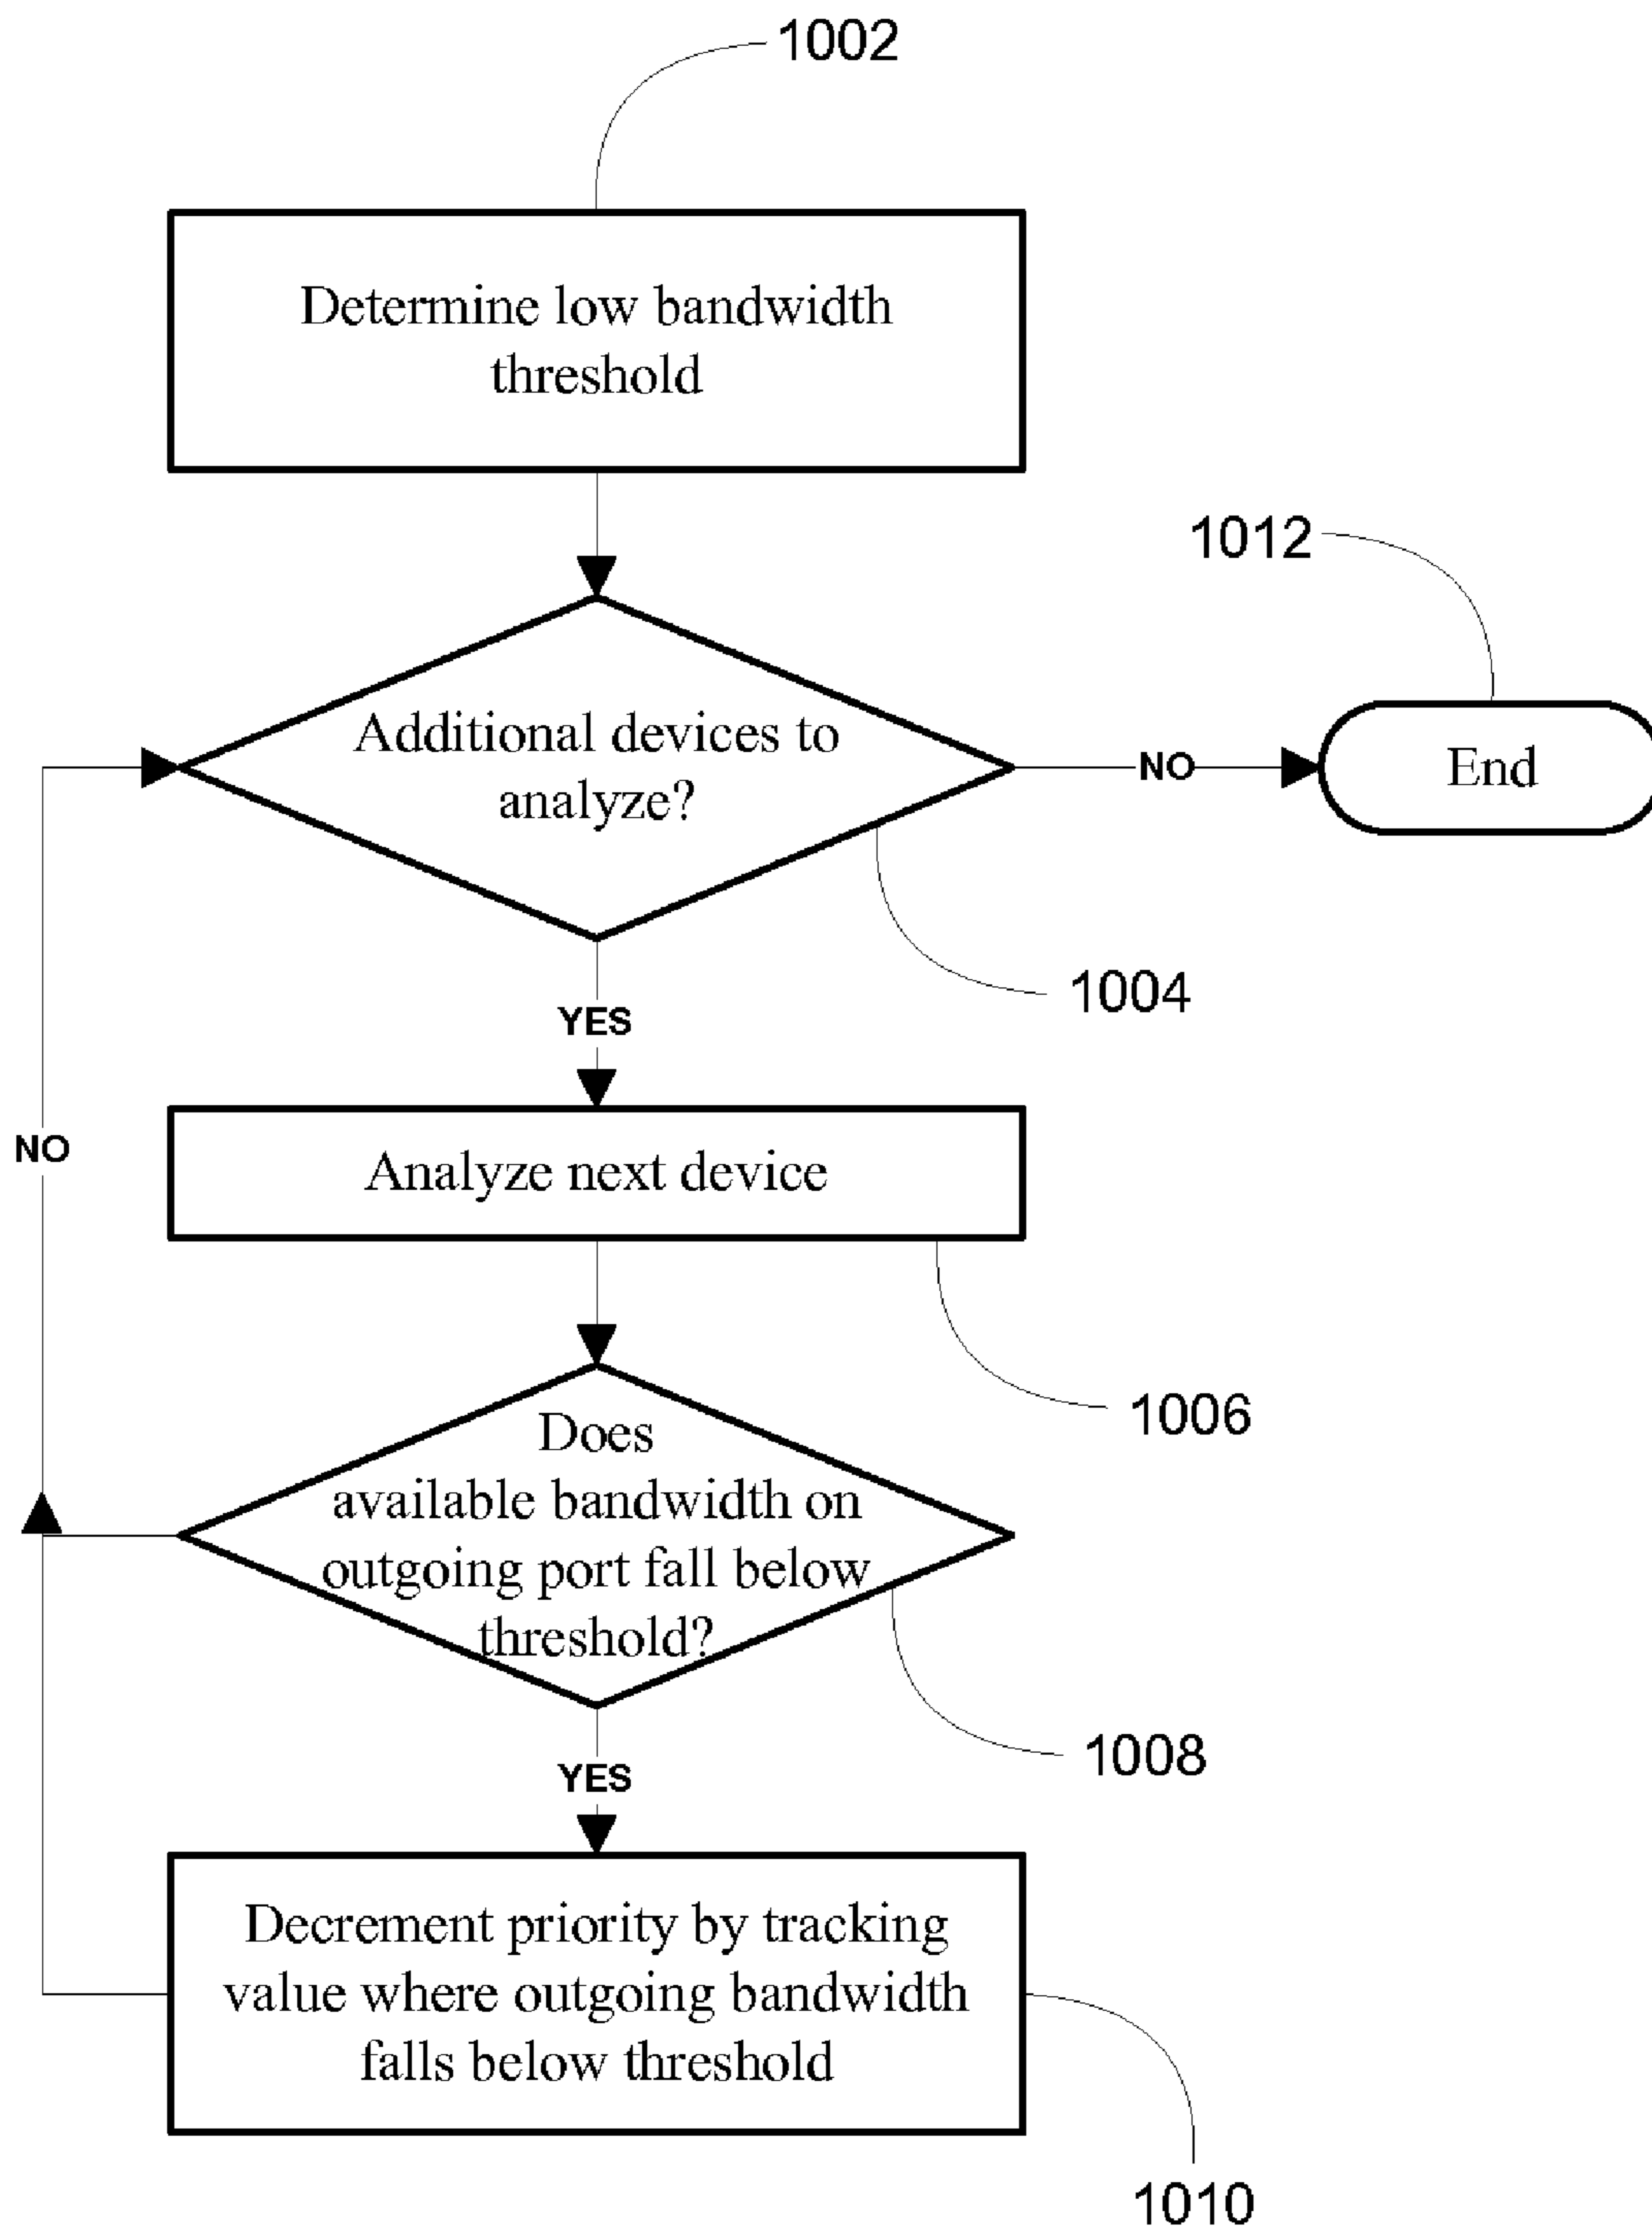 1002
Determine low bandwidth
threshold
1012
Additional devices to
analyze?
NO
End
1004
YES
NO
Analyze next device
1006
Does
available bandwidth on
outgoing port fall below
threshold?
1008
YES
Decrement priority by tracking
value where outgoing bandwidth
falls below threshold
1010